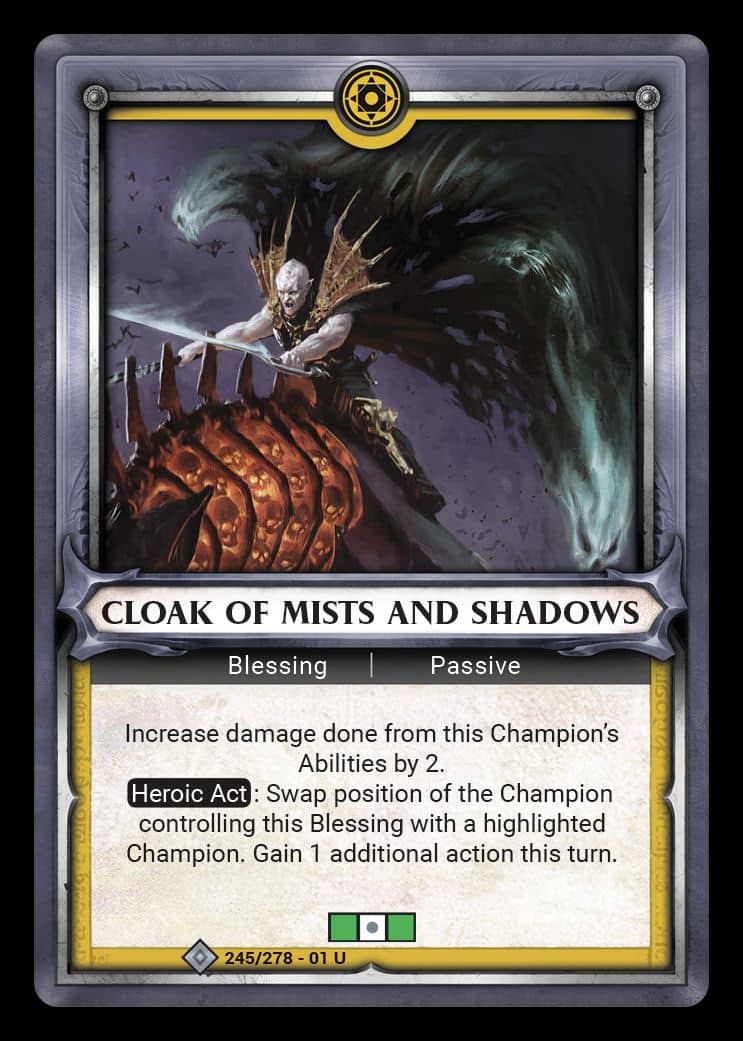 CLOAK OF MISTS AND SHADOWS
Blessing | Passive
Increase damage done from this Champion’s
Abilities by 2.
Heroic Act: Swap position of the Champion
controlling this Blessing with a highlighted
Champion. Gain 1 additional action this turn.
245/278 - 01 U